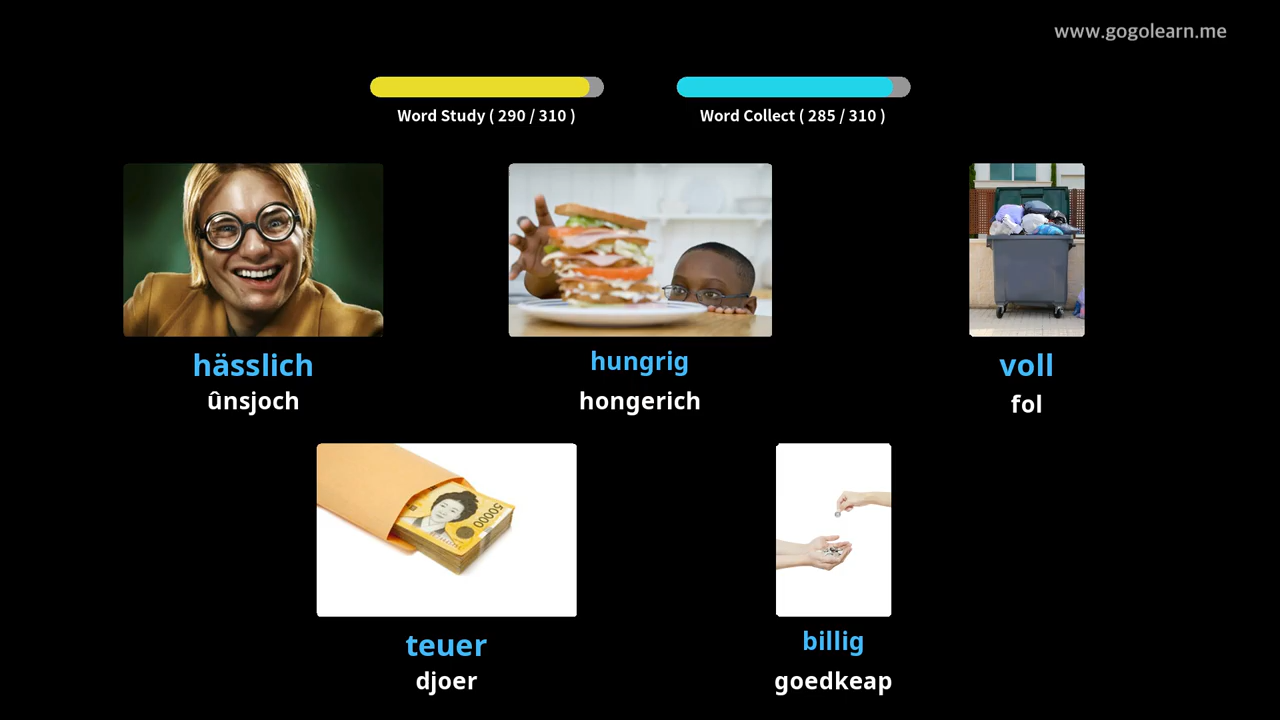 www.gogolearn.me
Word Study ( 290 / 310 )
Word Collect ( 285 / 310 )
hässlich
ûnsjoch
hungrig
hongerich
voll
fol
50000
teuer
djoer
billig
goedkeap